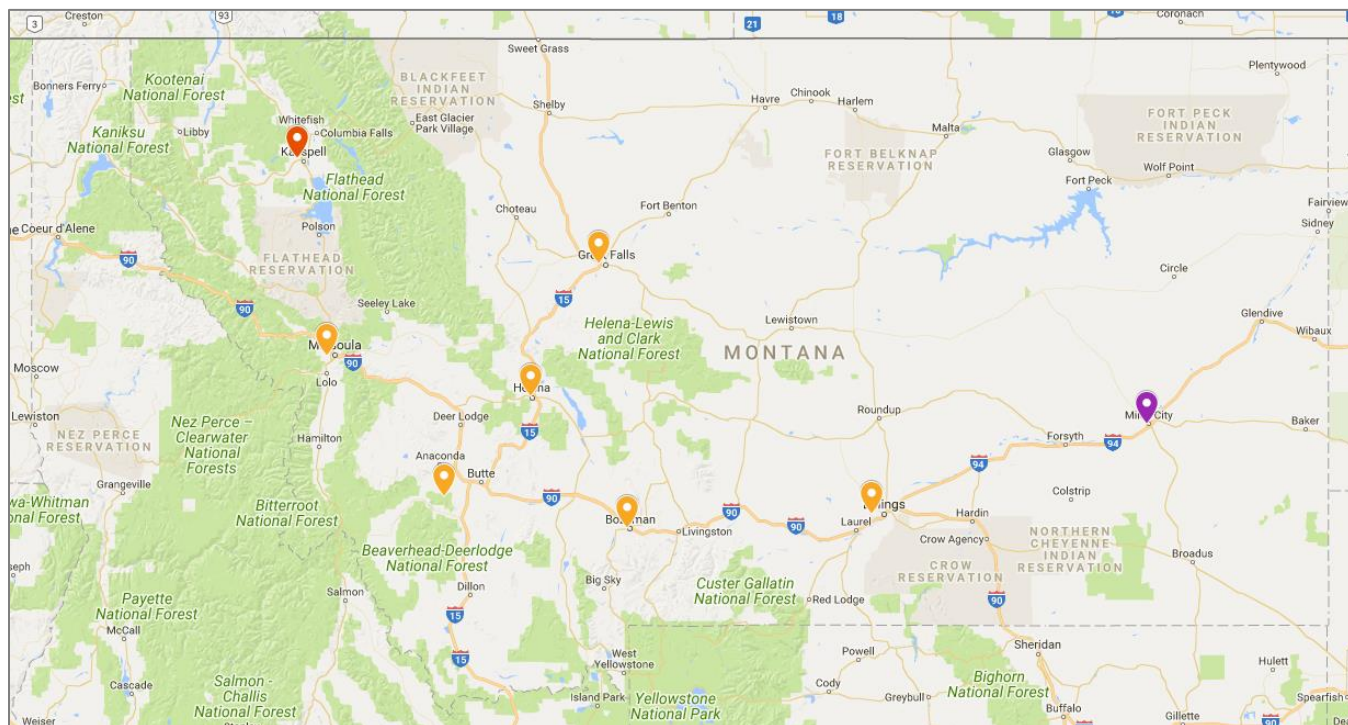 Creston
3
93
21
18
Coronach
Sweet Grass
Plentywood
BLACKFEET
INDIAN
RESERVATION
Kootenai
National Forest
Bonners Ferry
Shelby
Havre
Chinook
Harlem
East Glacier
Park Village
Whitefish
Columbia Falls
Libby
Kaniksu
National Forest
Malta
FORT PECK
INDIAN
RESERVATION
FORT BELKNAP
RESERVATION
Glasgow
Wolf Point
Fort Peck
Flathead
National Forest
Choteau
Fort Benton
Fairview
Sidney
Coeur d'Alene
Polson
90
FLATHEAD
RESERVATION
Circle
15
90
Seeley Lake
Helena-Lewis
and Clark
National Forest
Lewistown
Glendive
Wibaux
MONTANA
90
Moscow
Lolo
Lewiston
NEZ PERCE
RESERVATION
Nez Perce –
Clearwater
National
Forests
Deer Lodge
Roundup
Baker
Hamilton
15
Forsyth
94
94
Anaconda
Butte
Grangeville
90
90
90
Colstrip
Bitterroot
National Forest
Livingston
Laurel
Hardin
Crow Agency
NORTHERN
CHEYENNE
INDIAN
RESERVATION
Broadus
Beaverhead-Deerlodge
National Forest
Big Sky
Custer Gallatin
National Forest
CROW
RESERVATION
Dillon
Salmon
Red Lodge
90
Payette
National Forest
McCall
15
15
Sheridan
West
Yellowstone
Powell
Hulett
Cascade
Salmon -
Challis
National Forest
Island Park
Yellowstone
National Park
Cody
Greybull
Bighorn
National Forest
Buffalo
Gillette
Spearfish
Weiser
90